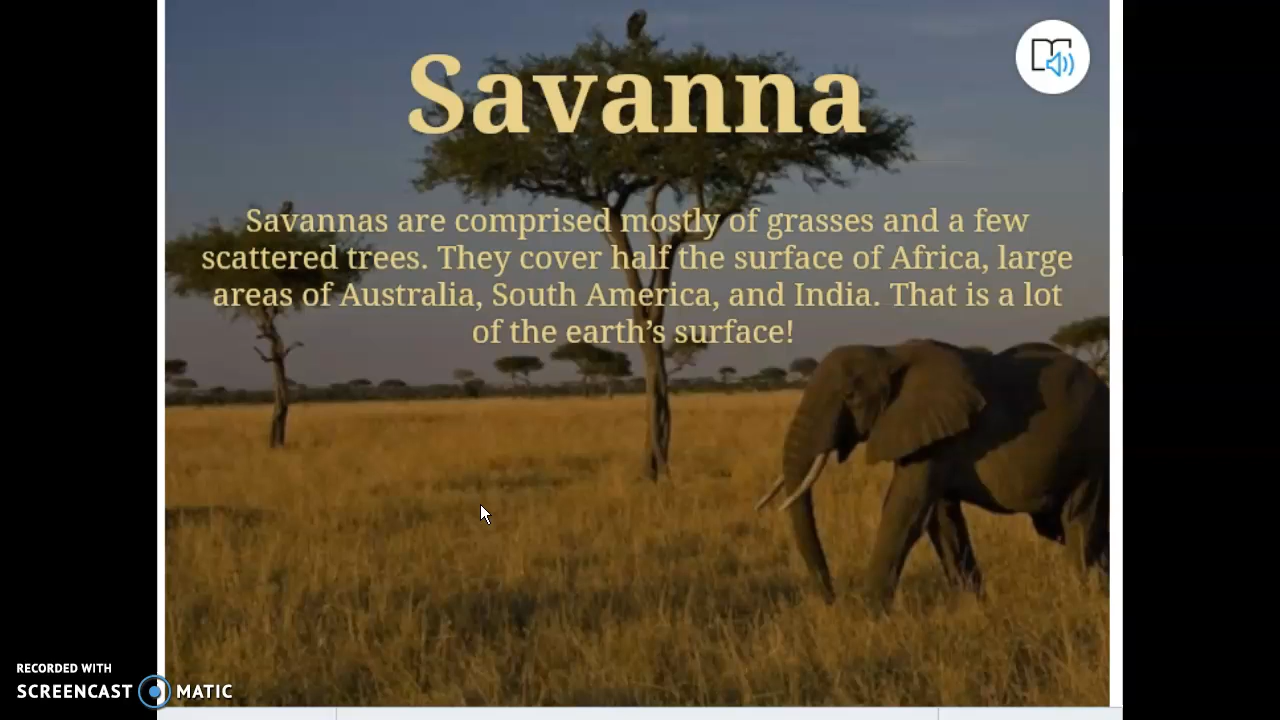 Savanna
Savannas are comprised mostly of grasses and a few
scattered trees. They cover half the surface of Africa, large
areas of Australia, South America, and India. That is a lot
of the earth’s surface!
RECORDED WITH
SCREENCAST MATIC